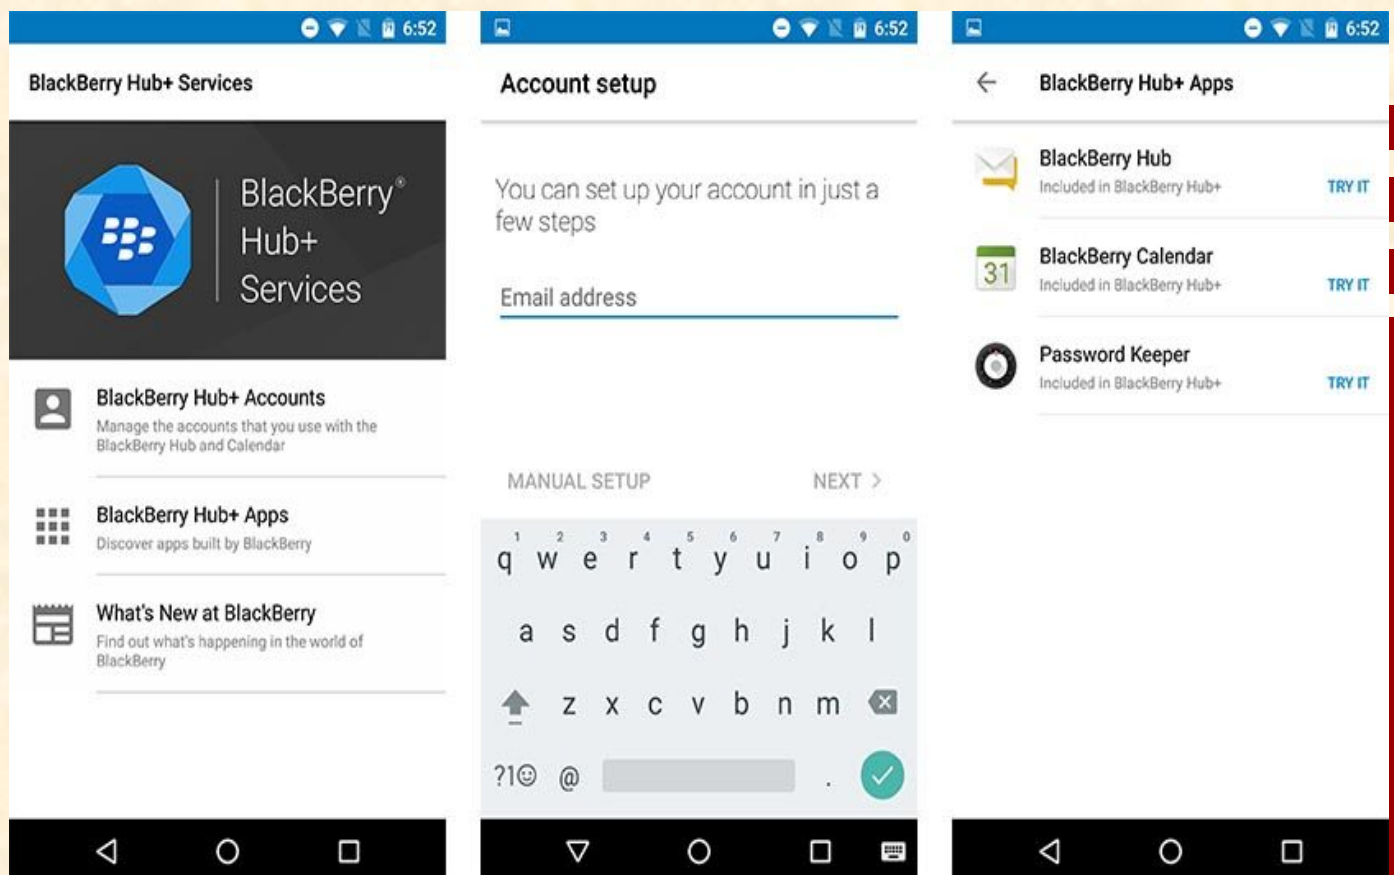 6:52
BlackBerry Hub+ Services
BlackBerry®
Hub+
Services
BlackBerry Hub+ Accounts
Manage the accounts that you use with the
BlackBerry Hub and Calendar
BlackBerry Hub+ Apps
Discover apps built by BlackBerry
What's New at BlackBerry
Find out what's happening in the world of
BlackBerry
6:52
Account setup
You can set up your account in just a
few steps
Email address
MANUAL SETUP NEXT >
1 2 3 4 5 6 7 8 9 0
q w e r t y u i o p
a s d f g h j k l
z x c v b n m
?1☺ @ .
6:52
BlackBerry Hub+ Apps
BlackBerry Hub
Included in BlackBerry Hub+ TRY IT
31
BlackBerry Calendar
Included in BlackBerry Hub+ TRY IT
Password Keeper
Included in BlackBerry Hub+ TRY IT